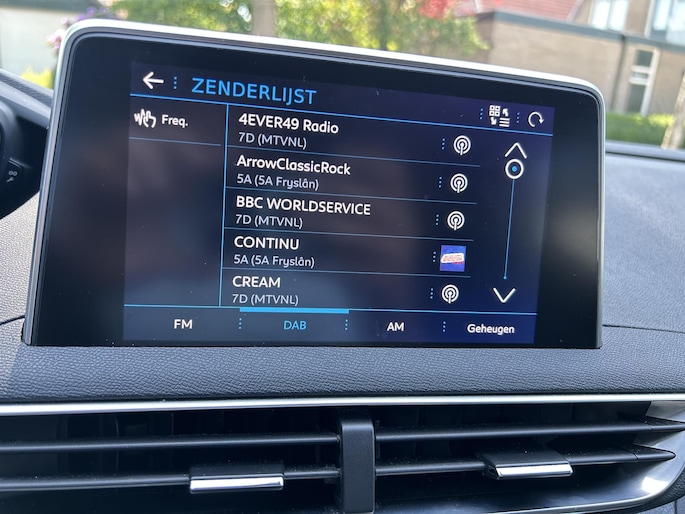 ZENDERLIJST
Freq.
4EVER49 Radio
7D (MTVNL)
ArrowClassicRock
5A (5A Fryslân)
BBC WORLDSERVICE
7D (MTVNL)
CONTINU
5A (5A Fryslân)
CREAM
7D (MTVNL)
FM
DAB
AM
Geheugen